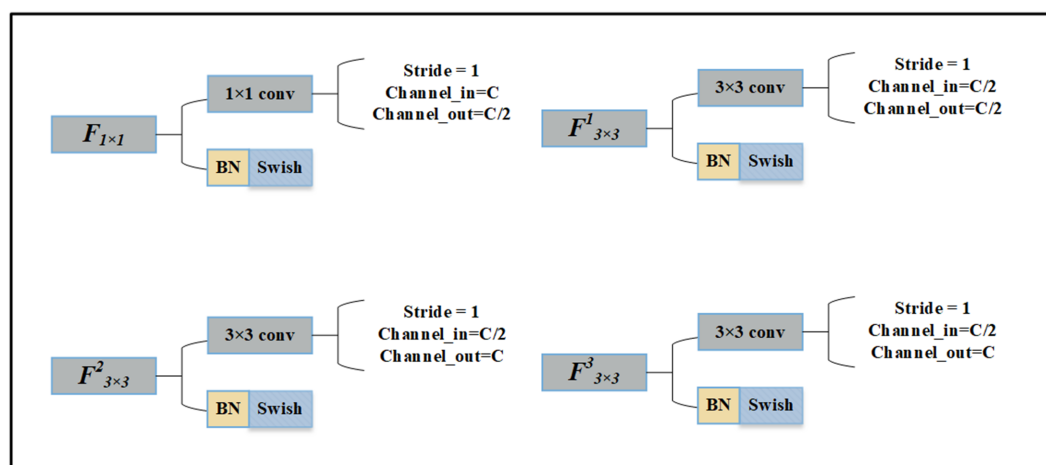 F1×1
1×1 conv
Stride = 1
Channel_in=C
Channel_out=C/2
BN Swish
F¹3×3
3×3 conv
Stride = 1
Channel_in=C/2
Channel_out=C/2
BN Swish
F²3×3
3×3 conv
Stride = 1
Channel_in=C/2
Channel_out=C
BN Swish
F³3×3
3×3 conv
Stride = 1
Channel_in=C/2
Channel_out=C
BN Swish